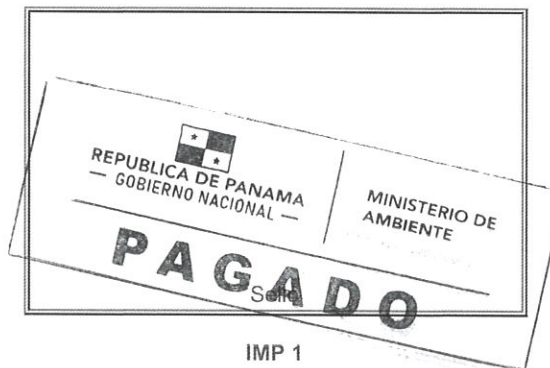 REPUBLICA DE PANAMA
— GOBIERNO NACIONAL —
MINISTERIO DE
AMBIENTE
PAGADO
Sello
IMP 1